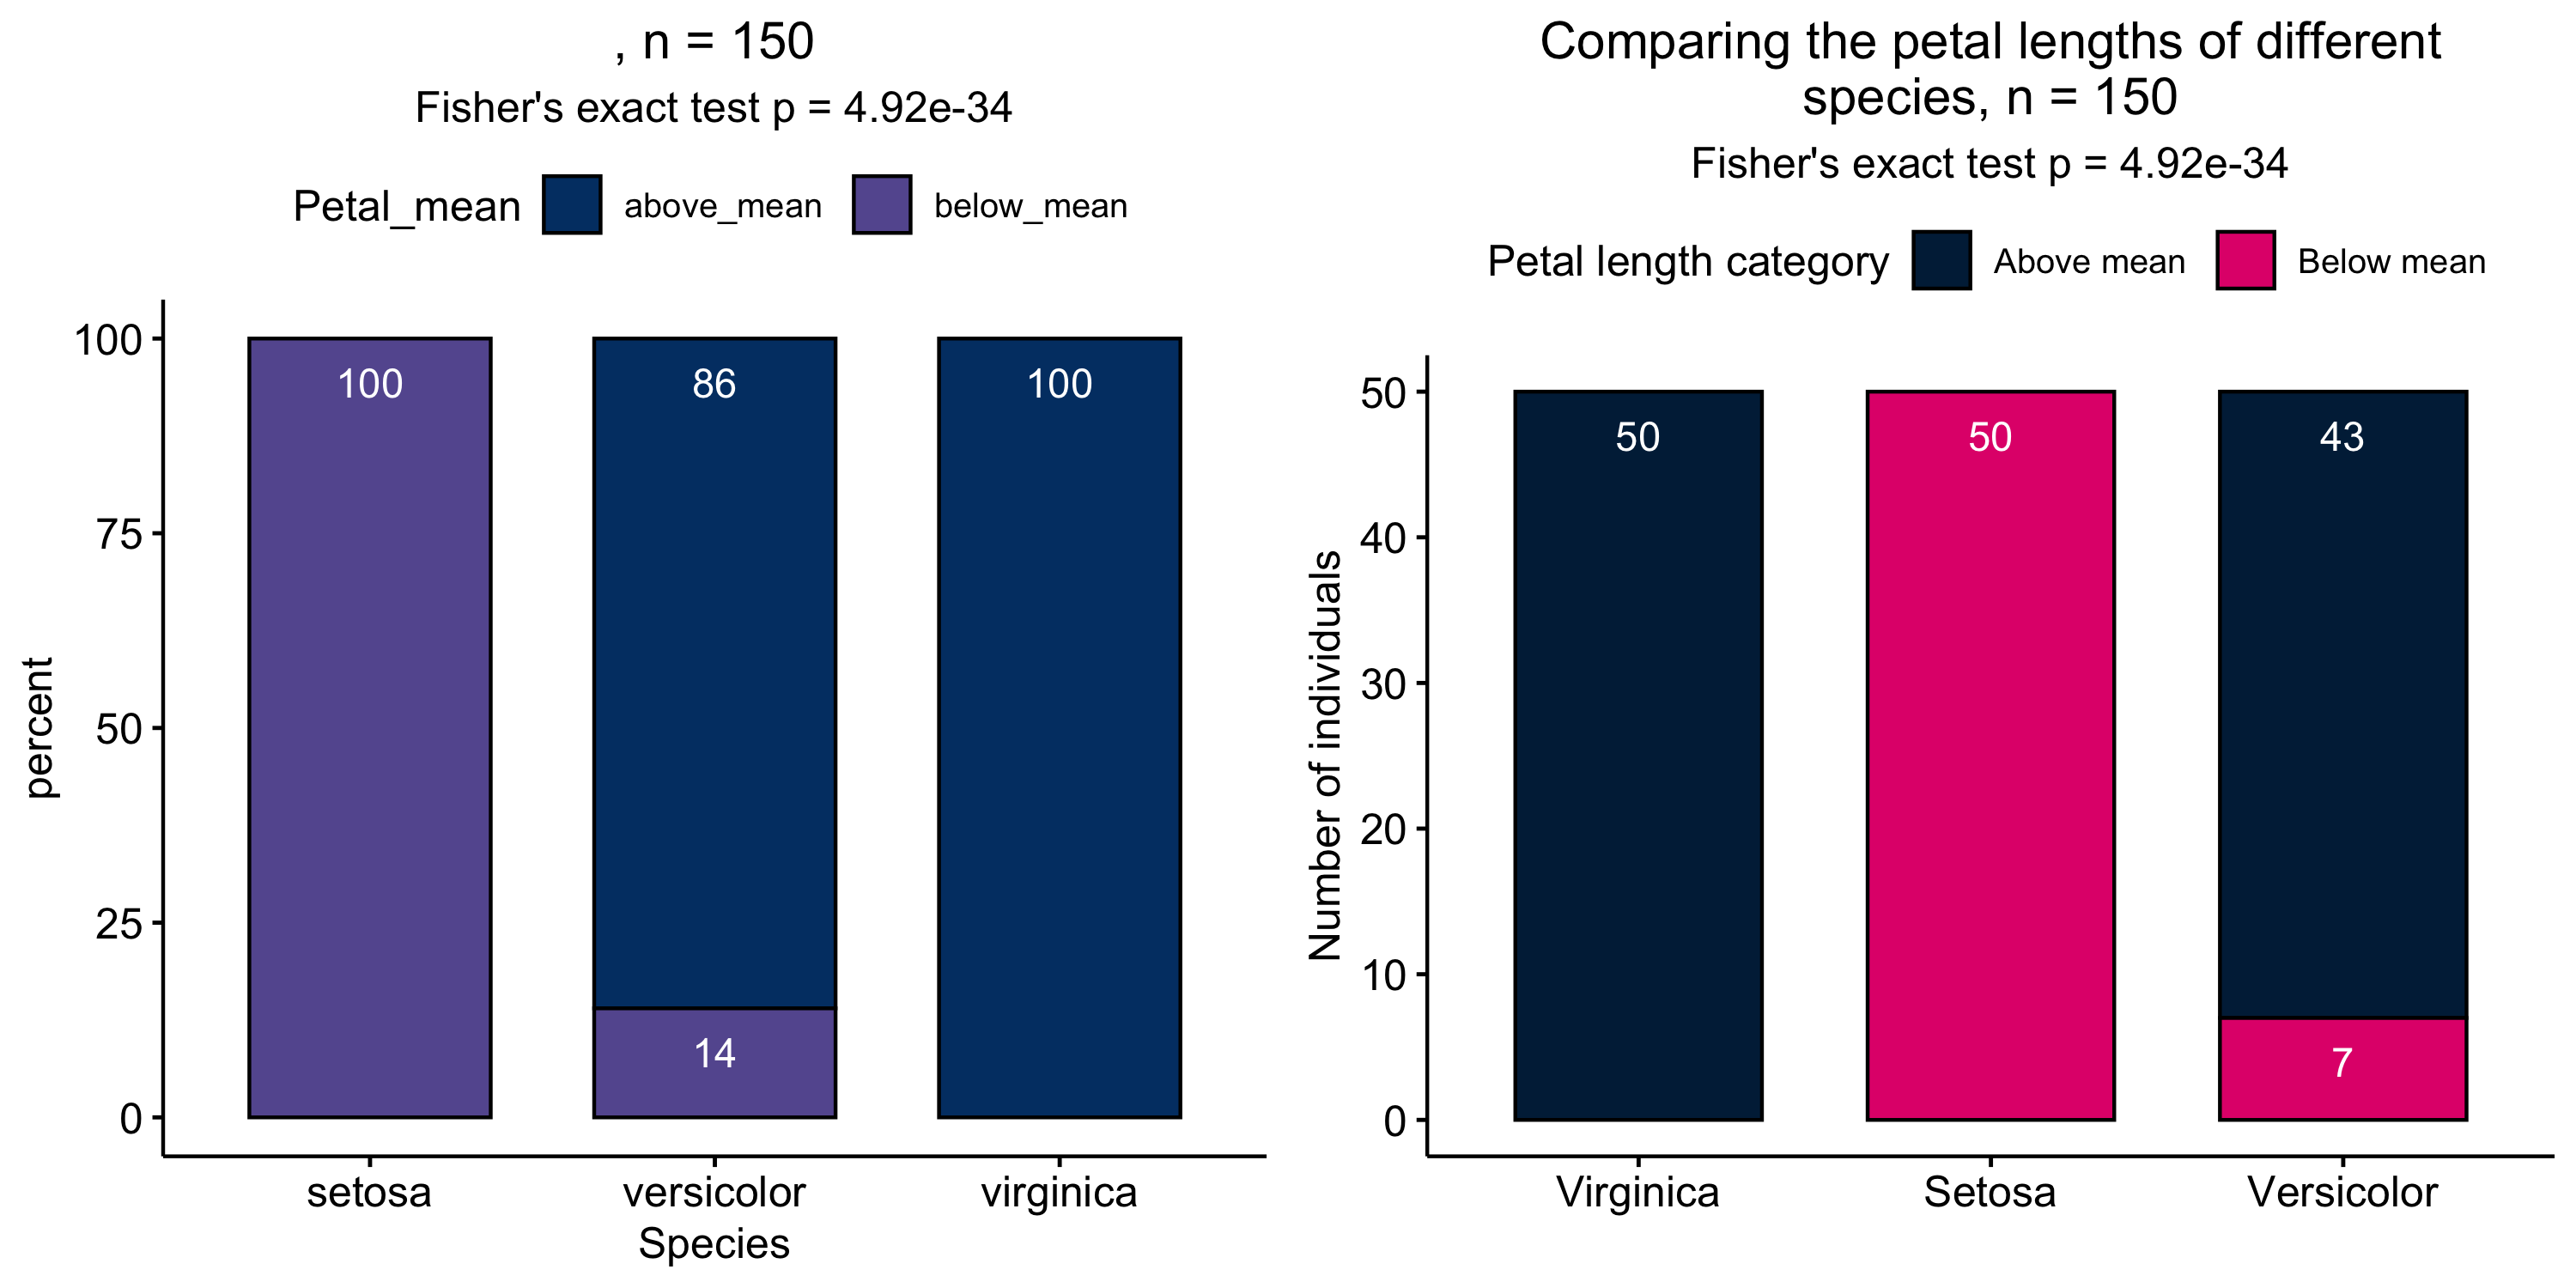 , n = 150
Fisher's exact test p = 4.92e-34
Petal_mean above_mean below_mean
percent
100
75
50
25
0
100
86
100
14
setosa versicolor virginica
Species
Comparing the petal lengths of different
species, n = 150
Fisher's exact test p = 4.92e-34
Petal length category Above mean Below mean
Number of individuals
50
40
30
20
10
0
50
50
43
7
Virginica Setosa Versicolor